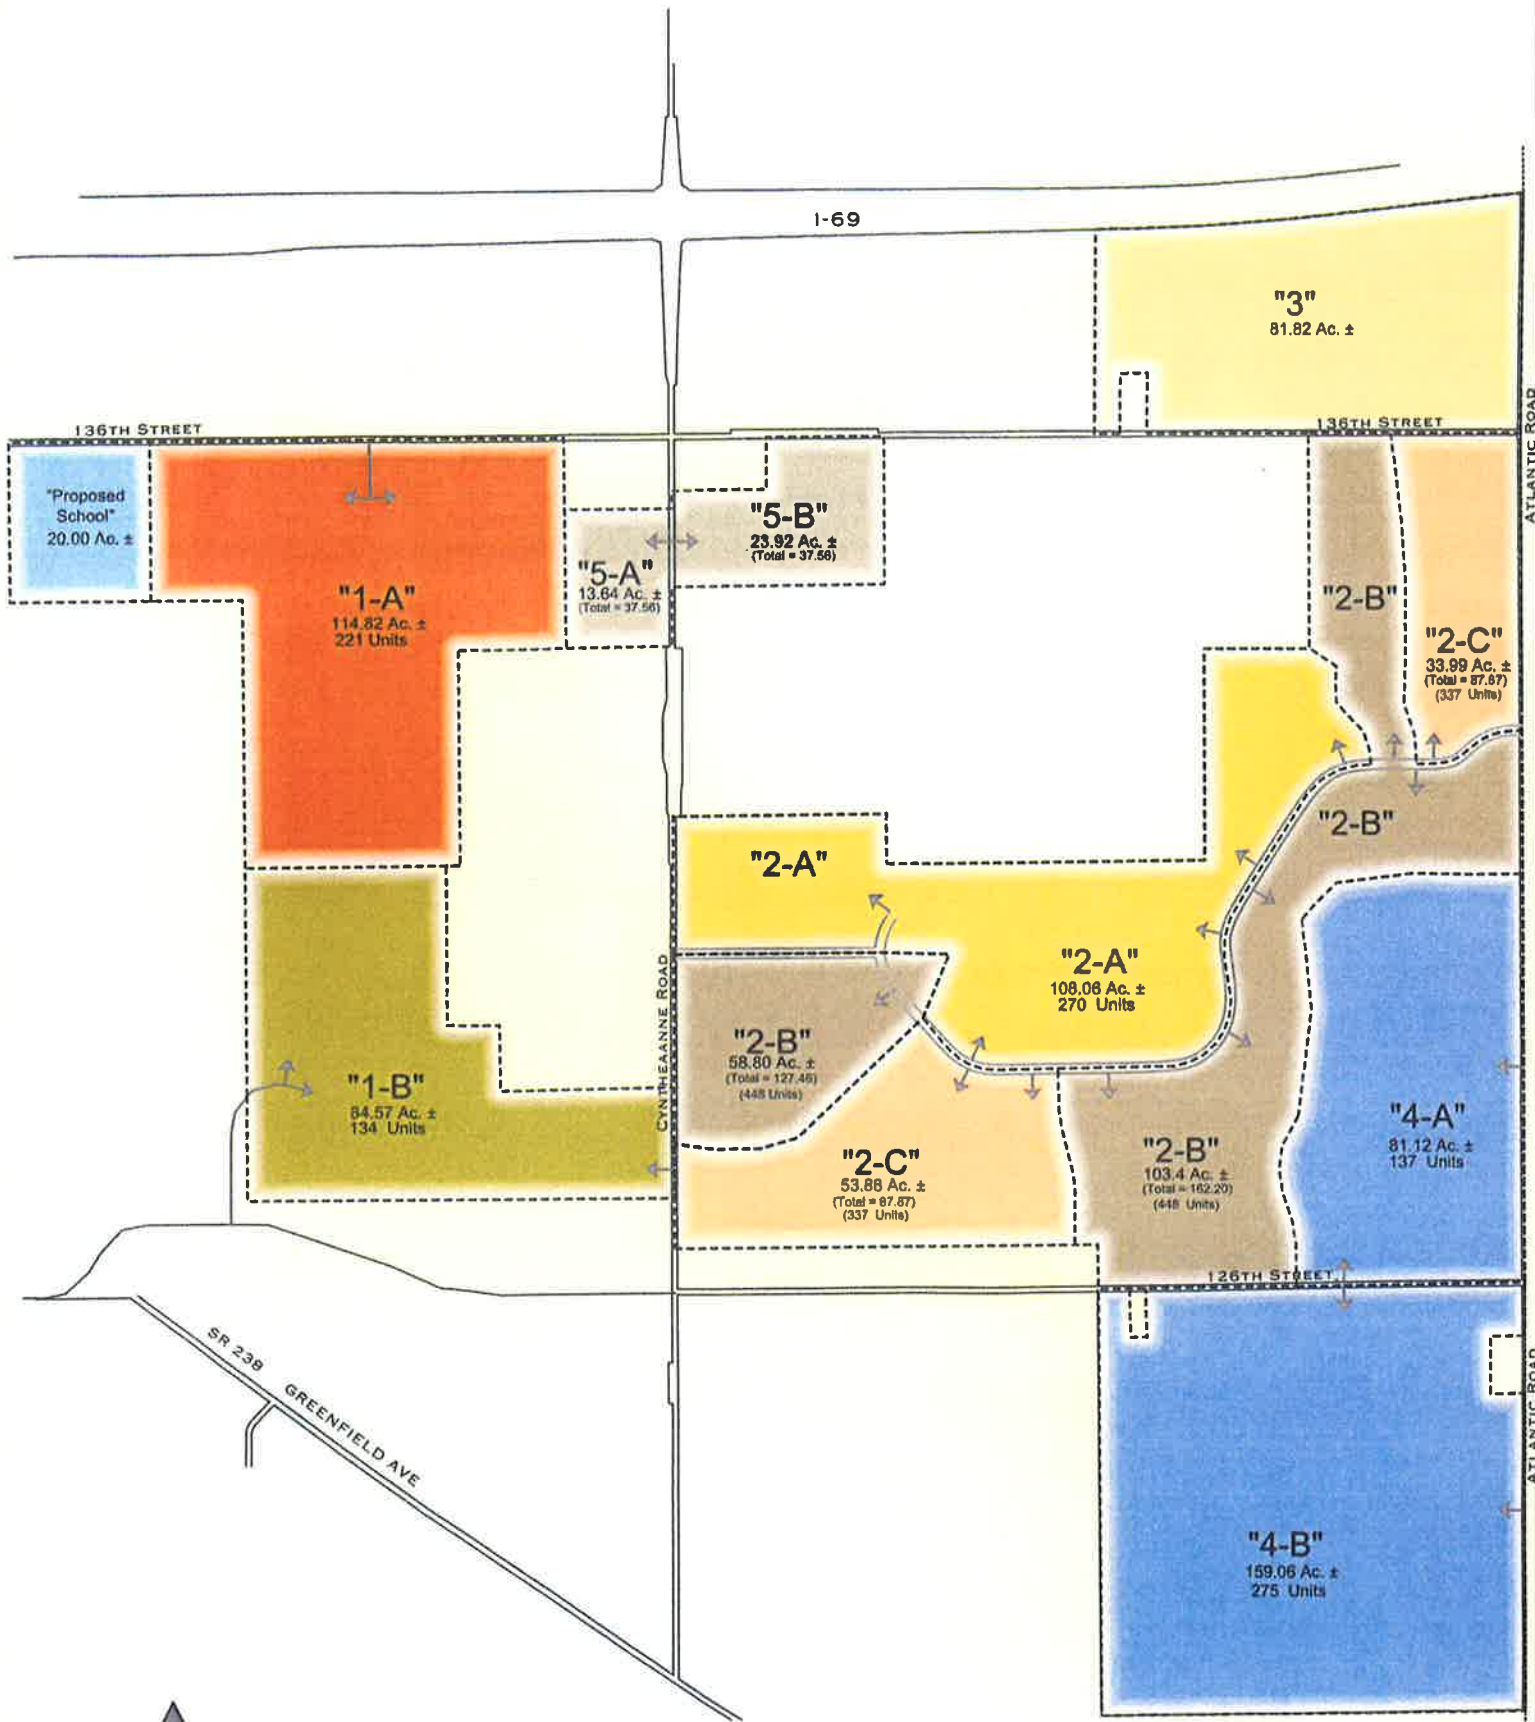 I-69
"3"
81.82 Ac. ±
136TH STREET
136TH STREET
ATLANTIC ROAD
"Proposed
School"
20.00 Ac. ±
"1-A"
114.82 Ac. ±
221 Units
"5-A"
13.64 Ac. ±
(Total = 37.56)
"5-B"
23.92 Ac. ±
(Total = 37.56)
"2-B"
"2-C"
33.99 Ac. ±
(Total = 87.87)
(337 Units)
"2-B"
"2-A"
"2-A"
108.06 Ac. ±
270 Units
CYNTHEAANNE ROAD
"2-B"
58.80 Ac. ±
(Total = 127.46)
(448 Units)
"1-B"
84.57 Ac. ±
134 Units
"2-C"
53.88 Ac. ±
(Total = 87.87)
(337 Units)
"2-B"
103.4 Ac. ±
(Total = 162.20)
(448 Units)
"4-A"
81.12 Ac. ±
137 Units
126TH STREET
SR 238 GREENFIELD AVE
ATLANTIC ROAD
"4-B"
159.06 Ac. ±
275 Units